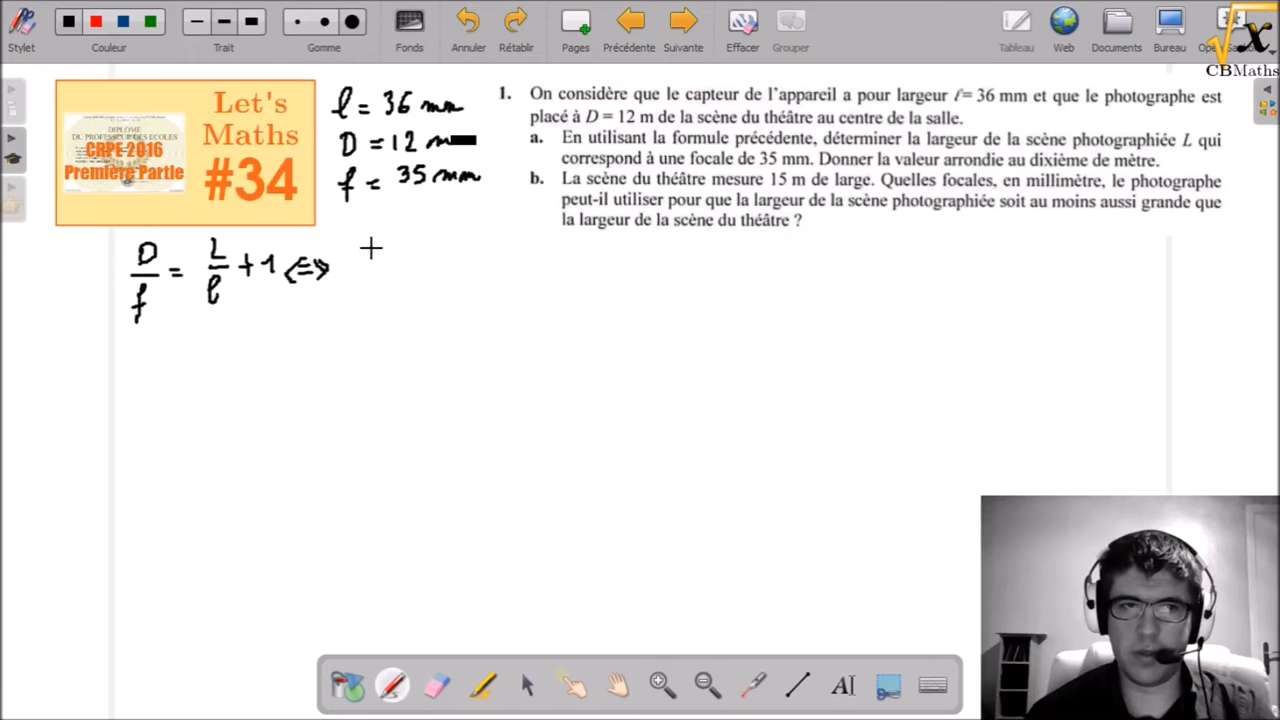 Stylet Couleur Trait Gomme Fonds Annuler Rétablir Pages Précédente Suivante Effacer Grouper Tableau Web Documents Bureau
√x
CBMaths
Let's
Maths
#34
DIPLÔME
DU PROFESSEUR DES ECOLES
CRPE 2016
Première Partie
l = 36 mm
D = 12 m
f = 35 mm
1. On considère que le capteur de l'appareil a pour largeur ℓ= 36 mm et que le photographe est
placé à D = 12 m de la scène du théâtre au centre de la salle.
a. En utilisant la formule précédente, déterminer la largeur de la scène photographiée L qui
correspond à une focale de 35 mm. Donner la valeur arrondie au dixième de mètre.
b. La scène du théâtre mesure 15 m de large. Quelles focales, en millimètre, le photographe
peut-il utiliser pour que la largeur de la scène photographiée soit au moins aussi grande que
la largeur de la scène du théâtre ?
D/f = L/l + 1 ⇔
AI